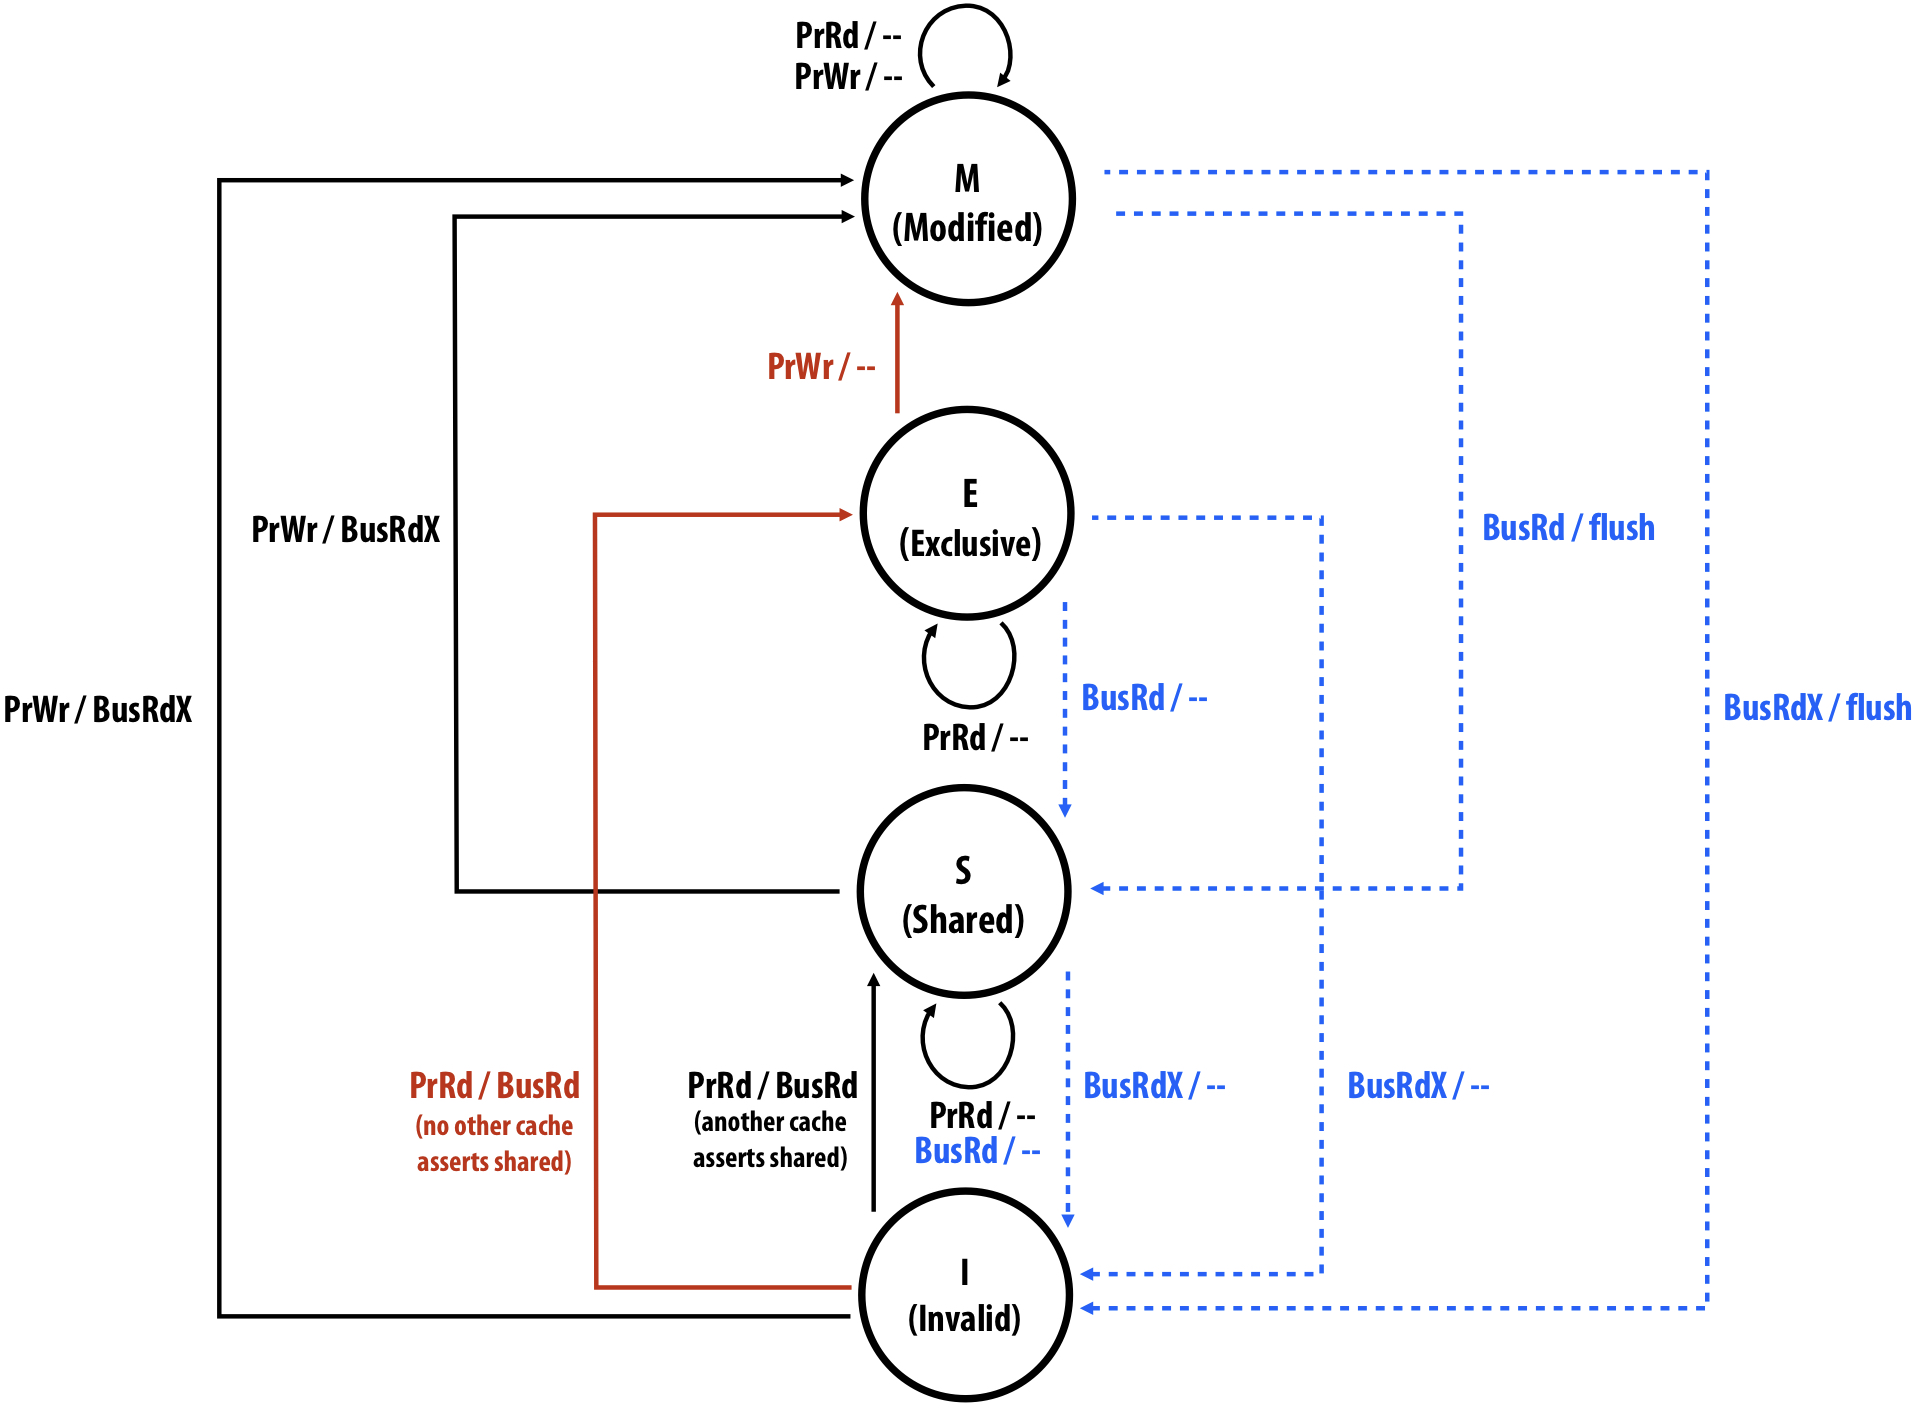 PrRd / --
PrWr / --
M
(Modified)
PrWr / --
E
(Exclusive)
PrWr / BusRdX
BusRd / flush
PrWr / BusRdX
BusRd / --
BusRdX / flush
PrRd / --
S
(Shared)
PrRd / BusRd
(no other cache
asserts shared)
PrRd / BusRd
(another cache
asserts shared)
PrRd / --
BusRd / --
BusRdX / --
BusRdX / --
I
(Invalid)